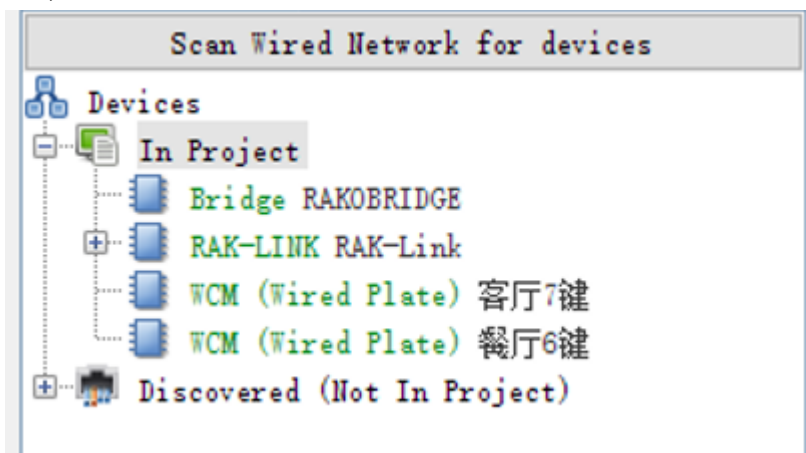 Scan Wired Network for devices
Devices
In Project
Bridge RAKOBRIDGE
RAK-LINK RAK-Link
WCM (Wired Plate) 客厅7键
WCM (Wired Plate) 餐厅6键
Discovered (Not In Project)